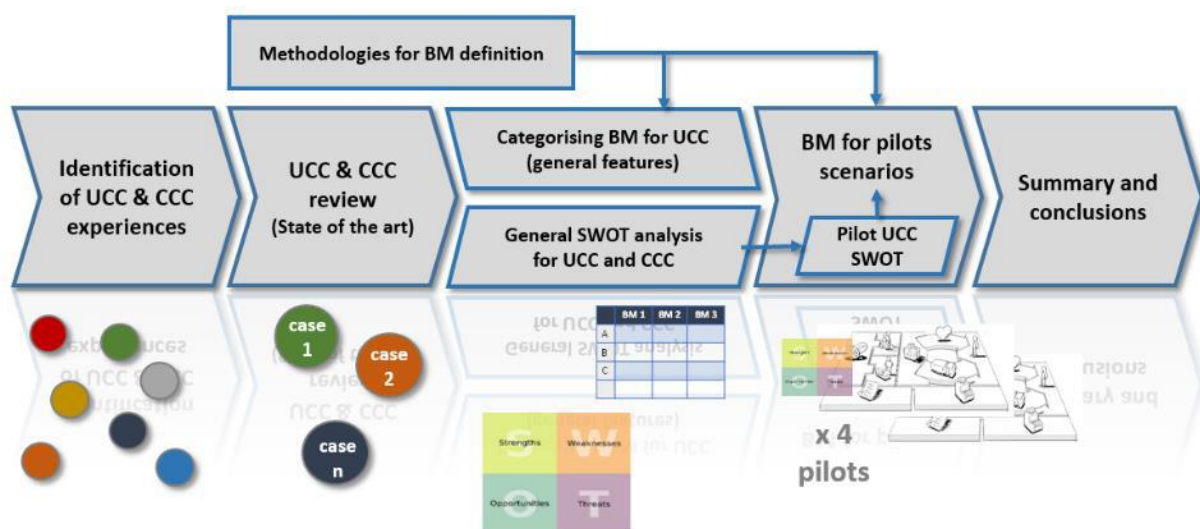 Methodologies for BM definition
Identification
of UCC & CCC
experiences
UCC & CCC
review
(State of the art)
Categorising BM for UCC
(general features)
General SWOT analysis
for UCC and CCC
BM for pilots
scenarios
Pilot UCC
SWOT
Summary and
conclusions
case
1
case
2
case
n
BM 1 BM 2 BM 3
A
B
C
S W
Strengths Weaknesses
O T
Opportunities Threats
S W
O T
x 4
pilots